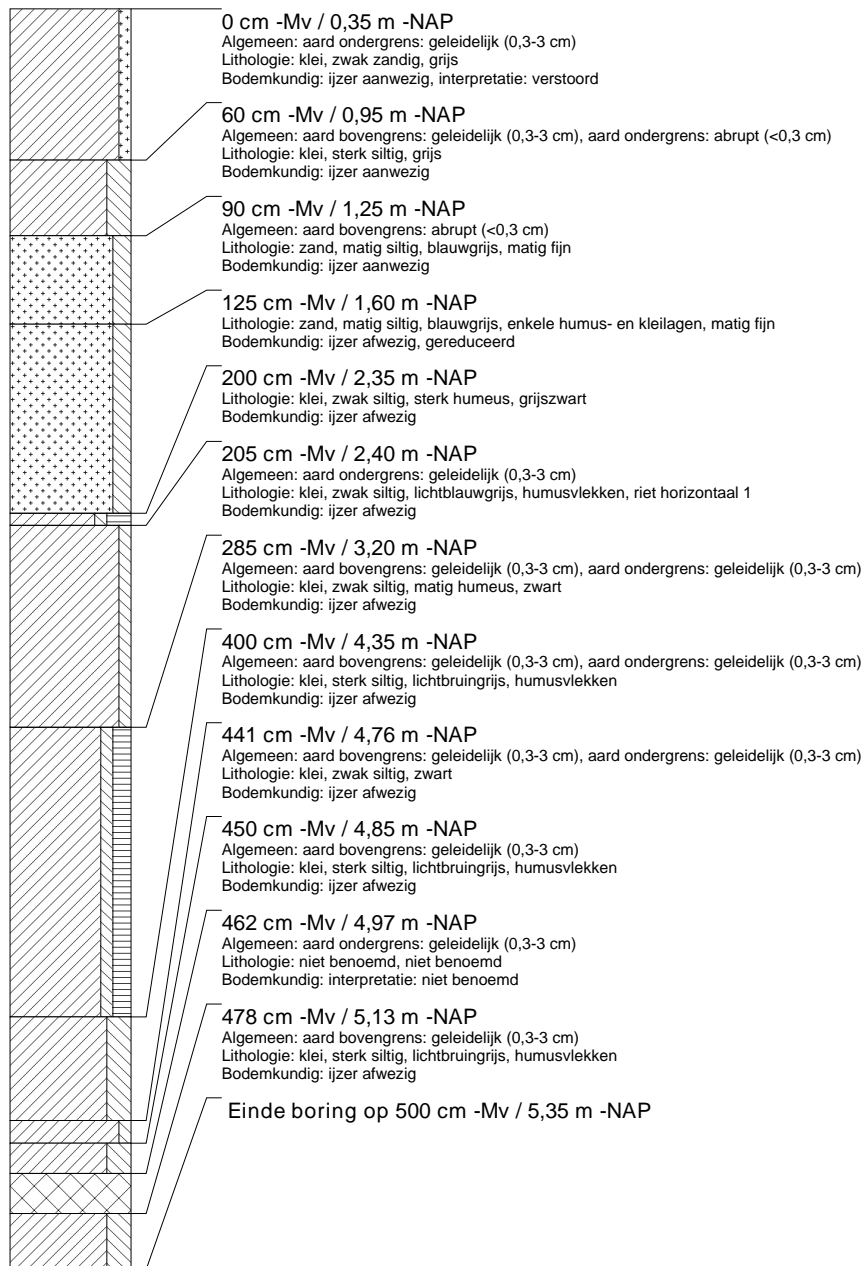 0 cm -Mv / 0,35 m -NAP
Algemeen: aard ondergrens: geleidelijk (0,3-3 cm)
Lithologie: klei, zwak zandig, grijs
Bodemkundig: ijzer aanwezig, interpretatie: verstoord
60 cm -Mv / 0,95 m -NAP
Algemeen: aard bovengrens: geleidelijk (0,3-3 cm), aard ondergrens: abrupt (<0,3 cm)
Lithologie: klei, sterk siltig, grijs
Bodemkundig: ijzer aanwezig
90 cm -Mv / 1,25 m -NAP
Algemeen: aard bovengrens: abrupt (<0,3 cm)
Lithologie: zand, matig siltig, blauwgrijs, matig fijn
Bodemkundig: ijzer aanwezig
125 cm -Mv / 1,60 m -NAP
Lithologie: zand, matig siltig, blauwgrijs, enkele humus- en kleilagen, matig fijn
Bodemkundig: ijzer afwezig, gereduceerd
200 cm -Mv / 2,35 m -NAP
Lithologie: klei, zwak siltig, sterk humeus, grijszwart
Bodemkundig: ijzer afwezig
205 cm -Mv / 2,40 m -NAP
Algemeen: aard ondergrens: geleidelijk (0,3-3 cm)
Lithologie: klei, zwak siltig, lichtblauwgrijs, humusvlekken, riet horizontaal 1
Bodemkundig: ijzer afwezig
285 cm -Mv / 3,20 m -NAP
Algemeen: aard bovengrens: geleidelijk (0,3-3 cm), aard ondergrens: geleidelijk (0,3-3 cm)
Lithologie: klei, zwak siltig, matig humeus, zwart
Bodemkundig: ijzer afwezig
400 cm -Mv / 4,35 m -NAP
Algemeen: aard bovengrens: geleidelijk (0,3-3 cm), aard ondergrens: geleidelijk (0,3-3 cm)
Lithologie: klei, sterk siltig, lichtbruingrijs, humusvlekken
Bodemkundig: ijzer afwezig
441 cm -Mv / 4,76 m -NAP
Algemeen: aard bovengrens: geleidelijk (0,3-3 cm), aard ondergrens: geleidelijk (0,3-3 cm)
Lithologie: klei, zwak siltig, zwart
Bodemkundig: ijzer afwezig
450 cm -Mv / 4,85 m -NAP
Algemeen: aard bovengrens: geleidelijk (0,3-3 cm)
Lithologie: klei, sterk siltig, lichtbruingrijs, humusvlekken
Bodemkundig: ijzer afwezig
462 cm -Mv / 4,97 m -NAP
Algemeen: aard ondergrens: geleidelijk (0,3-3 cm)
Lithologie: niet benoemd, niet benoemd
Bodemkundig: interpretatie: niet benoemd
478 cm -Mv / 5,13 m -NAP
Algemeen: aard bovengrens: geleidelijk (0,3-3 cm)
Lithologie: klei, sterk siltig, lichtbruingrijs, humusvlekken
Bodemkundig: ijzer afwezig
Einde boring op 500 cm -Mv / 5,35 m -NAP